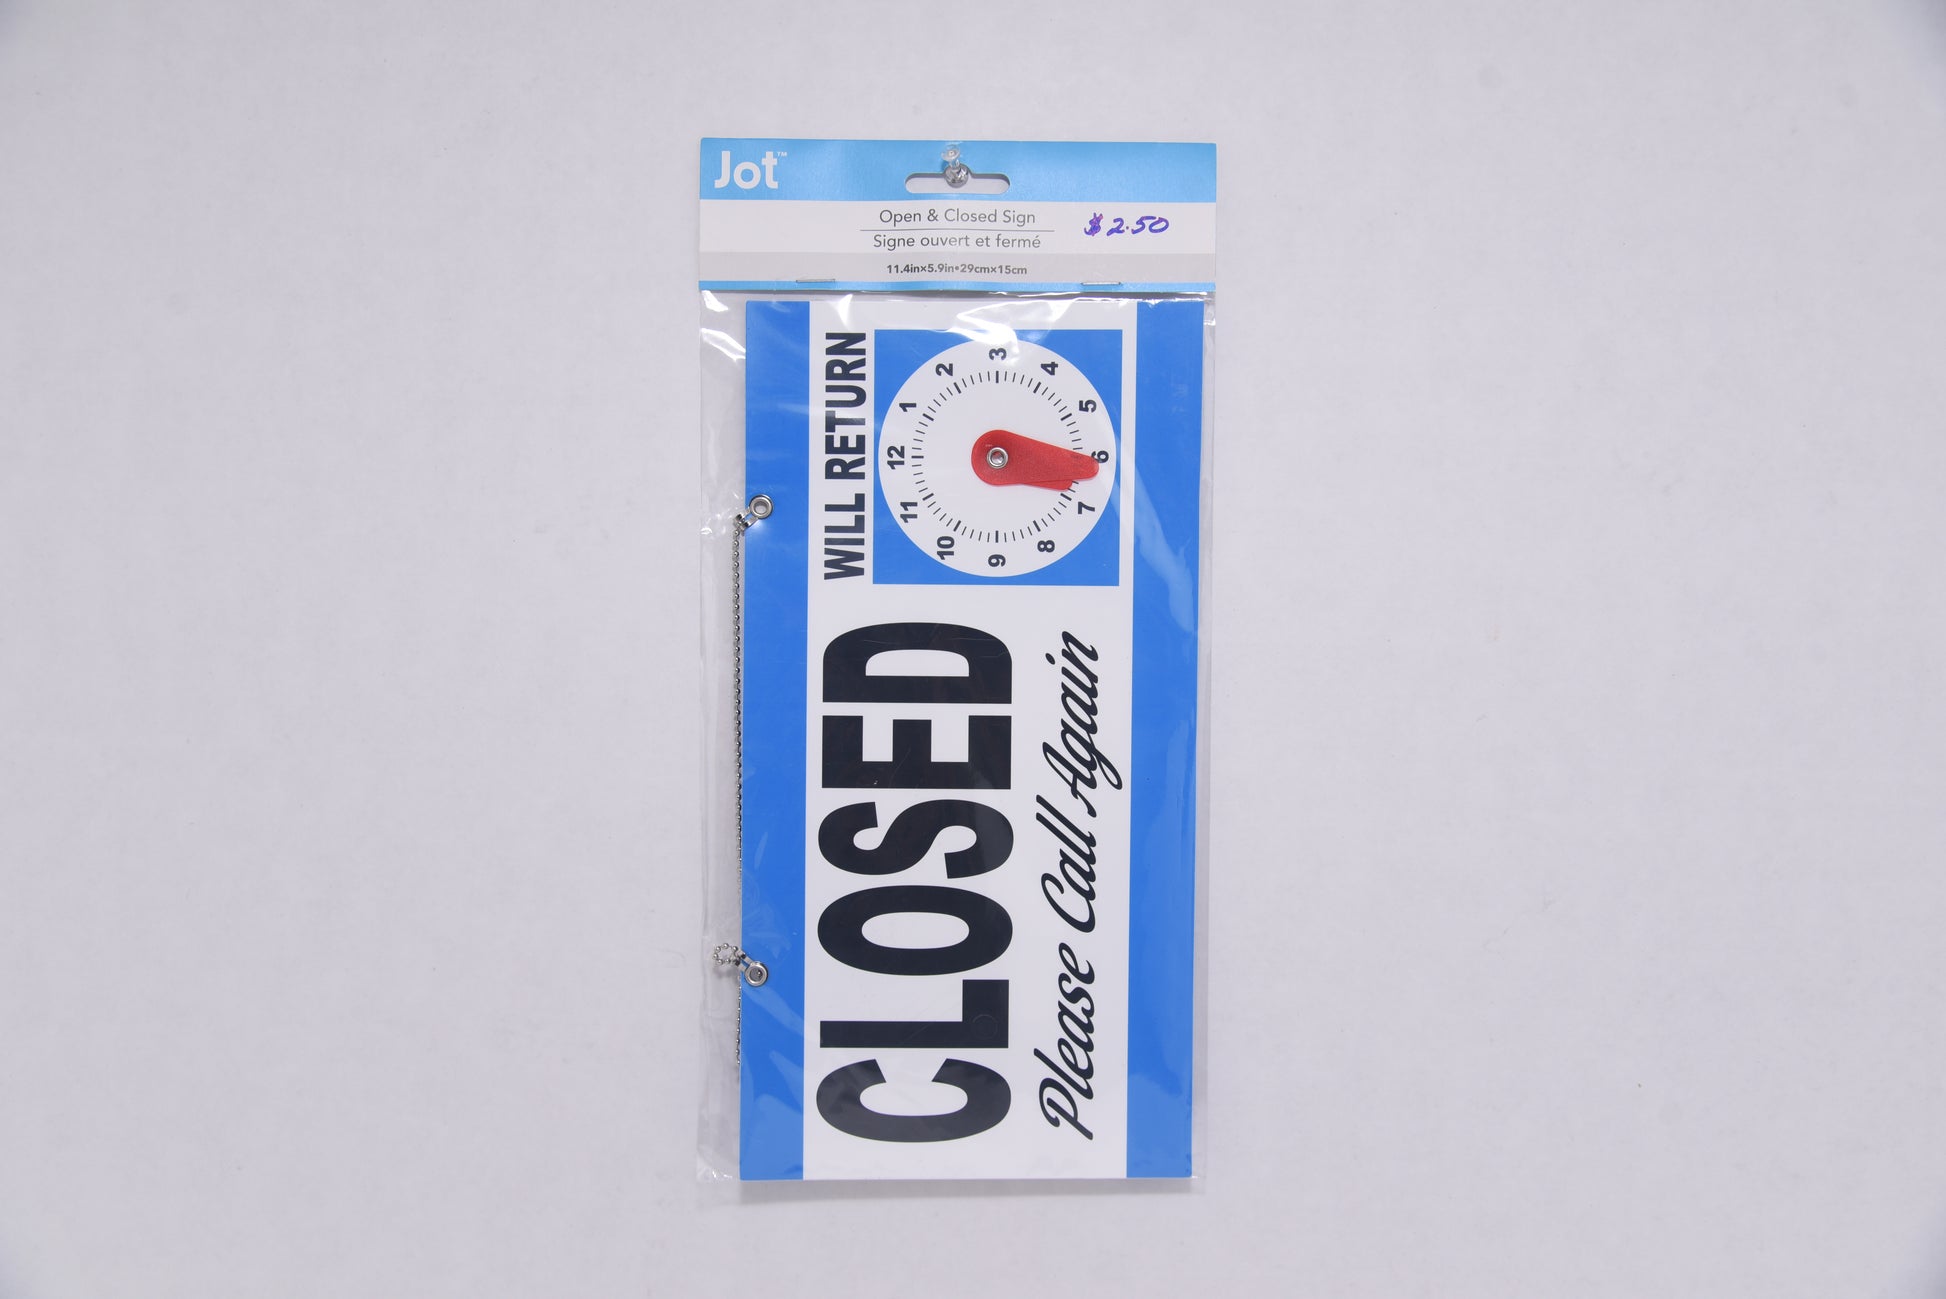 Jot™
Open & Closed Sign
$2.50
Signe ouvert et fermé
11.4in×5.9in•29cm×15cm
CLOSED
Please Call Again
WILL RETURN
12
1
2
3
4
5
6
7
8
9
10
11